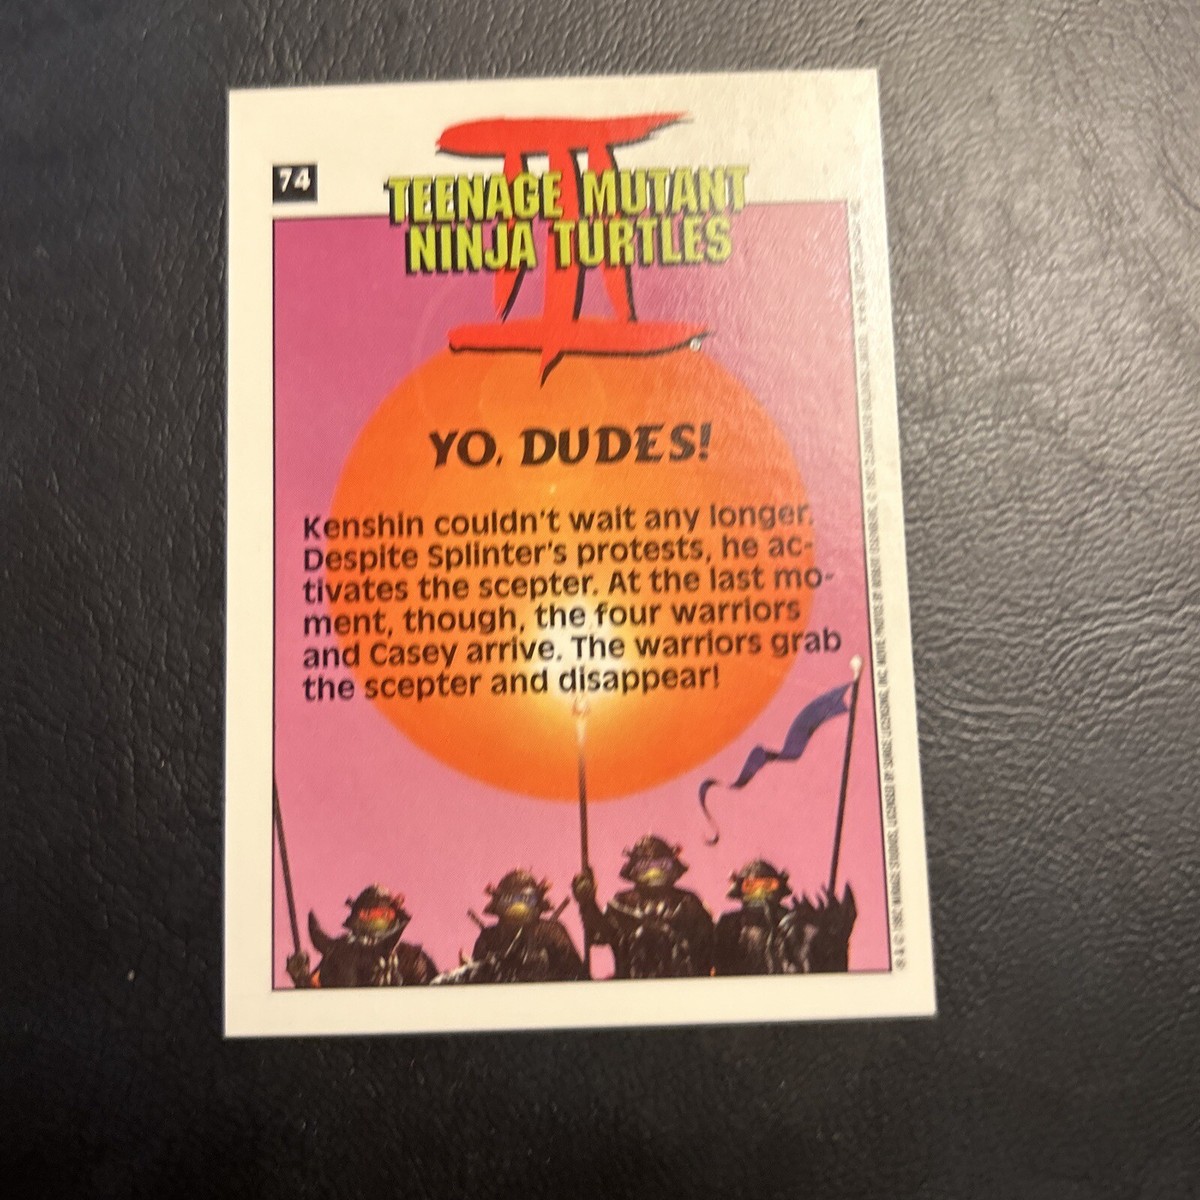 74
III
TEENAGE MUTANT
NINJA TURTLES
®
YO, DUDES!
Kenshin couldn't wait any longer.
Despite Splinter's protests, he ac-
tivates the scepter. At the last mo-
ment, though, the four warriors
and Casey arrive. The warriors grab
the scepter and disappear!